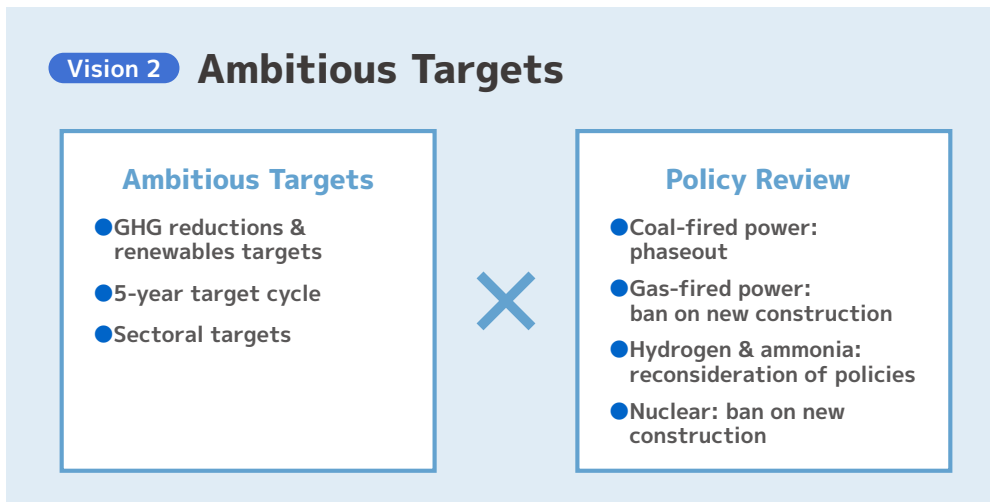 Vision 2 Ambitious Targets
Ambitious Targets
●GHG reductions &
renewables targets
●5-year target cycle
●Sectoral targets
×
Policy Review
●Coal-fired power:
phaseout
●Gas-fired power:
ban on new construction
●Hydrogen & ammonia:
reconsideration of policies
●Nuclear: ban on new
construction